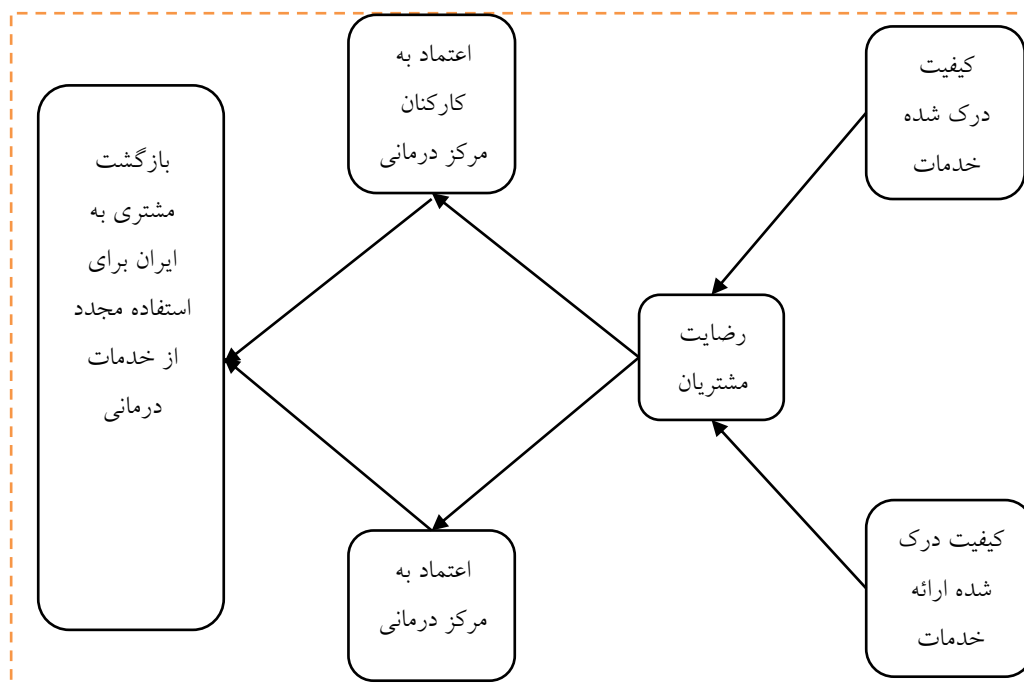 کیفیت
درک شده
خدمات
کیفیت درک
شده ارائه
خدمات
رضایت
مشتریان
اعتماد به
کارکنان
مرکز درمانی
اعتماد به
مرکز درمانی
بازگشت
مشتری به
ایران برای
استفاده مجدد
از خدمات
درمانی